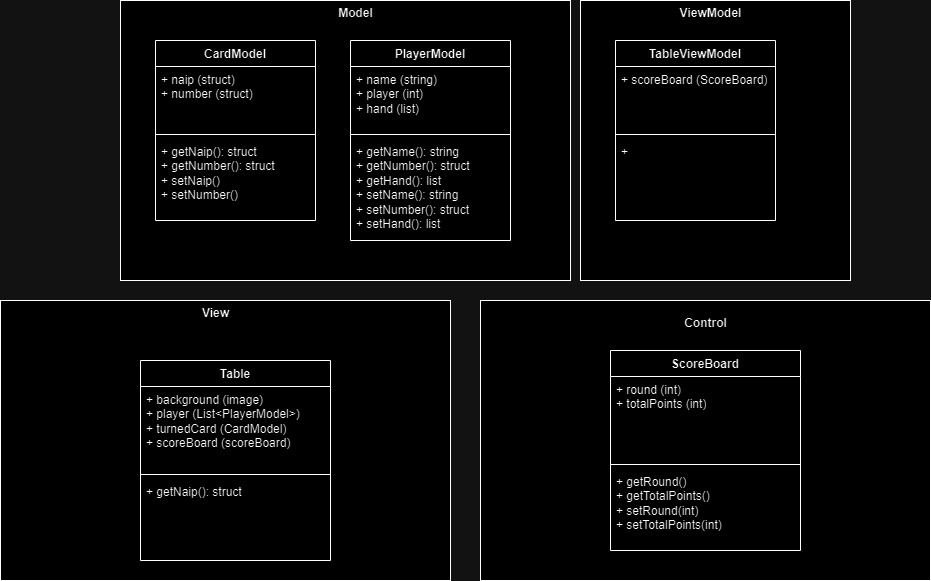 Model
CardModel
+ naip (struct)
+ number (struct)
+ getNaip(): struct
+ getNumber(): struct
+ setNaip()
+ setNumber()
PlayerModel
+ name (string)
+ player (int)
+ hand (list)
+ getName(): string
+ getNumber(): struct
+ getHand(): list
+ setName(): string
+ setNumber(): struct
+ setHand(): list
ViewModel
TableViewModel
+ scoreBoard (ScoreBoard)
+
View
Table
+ background (image)
+ player (List<PlayerModel>)
+ turnedCard (CardModel)
+ scoreBoard (scoreBoard)
+ getNaip(): struct
Control
ScoreBoard
+ round (int)
+ totalPoints (int)
+ getRound()
+ getTotalPoints()
+ setRound(int)
+ setTotalPoints(int)